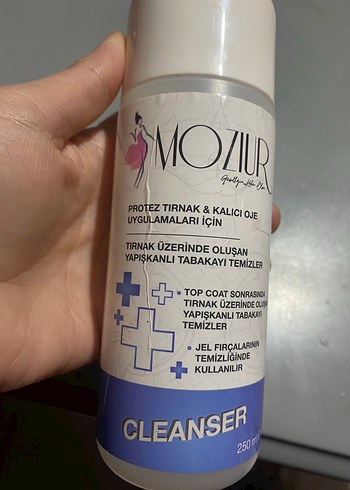 MOZIUR
PROTEZ TIRNAK & KALICI OJE
UYGULAMALARI İÇİN
TIRNAK ÜZERİNDE OLUŞAN
YAPIŞKANLI TABAKAYI TEMİZLER
• TOP COAT SONRASINDA
TIRNAK ÜZERİNDE
YAPIŞKANLI TABAKAYI
TEMİZLER
• JEL FIRÇALARININ
TEMİZLİĞİNDE
KULLANILIR
CLEANSER
250